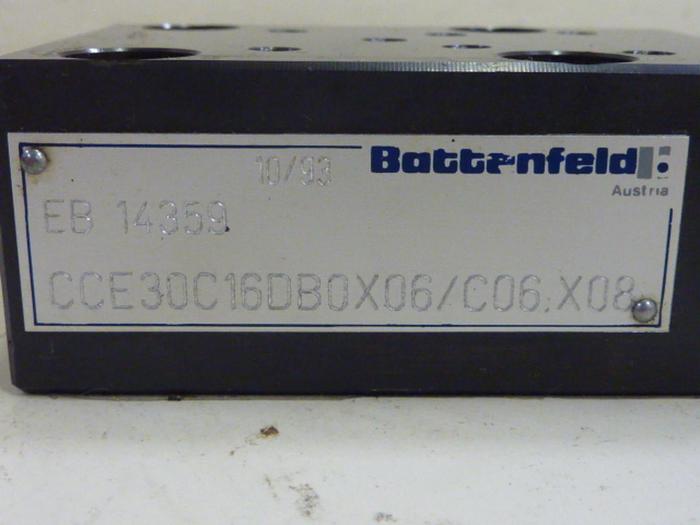 10/93 Battenfeld
Austria
EB 14359
CCE30C16DB0X06/C06.X08